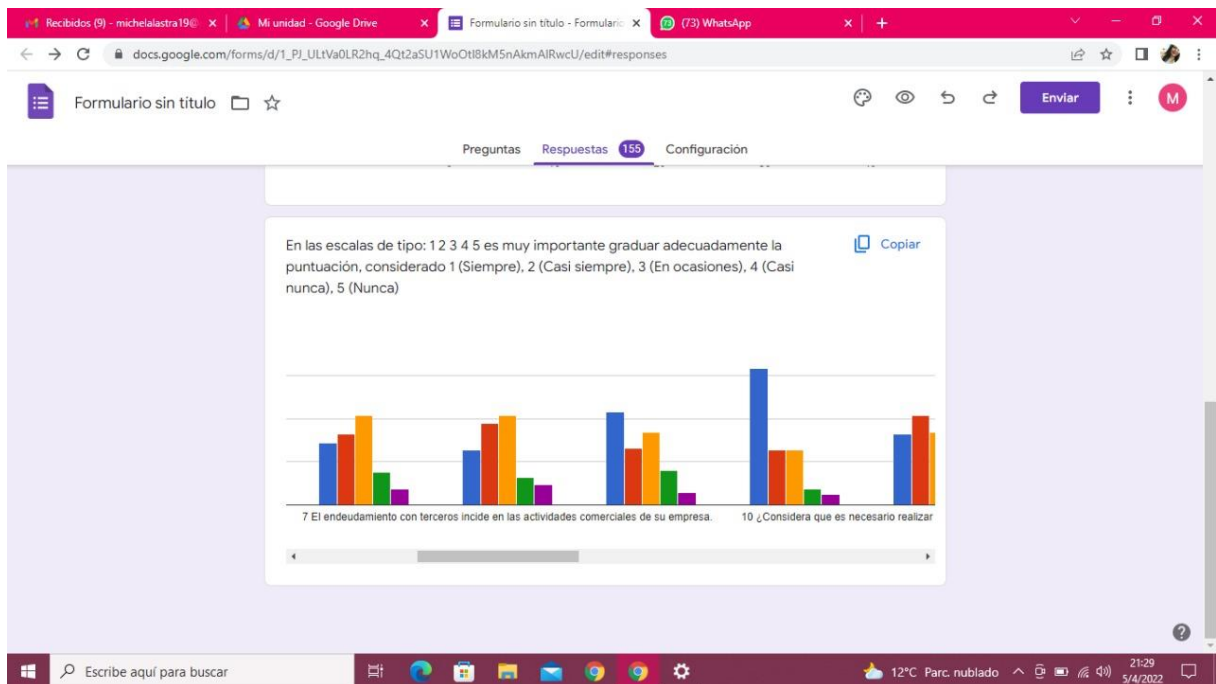 Recibidos (9) - michelalastra19@
Mi unidad - Google Drive
Formulario sin título - Formulario
(73) WhatsApp
docs.google.com/forms/d/1_PJ_ULtVa0LR2hq_4Qt2aSU1WoOtl8kM5nAkmAlRwcU/edit#responses
Formulario sin título
Enviar
M
Preguntas Respuestas 155 Configuración
En las escalas de tipo: 1 2 3 4 5 es muy importante graduar adecuadamente la
puntuación, considerado 1 (Siempre), 2 (Casi siempre), 3 (En ocasiones), 4 (Casi
nunca), 5 (Nunca)
Copiar
7 El endeudamiento con terceros incide en las actividades comerciales de su empresa.
10 ¿Considera que es necesario realizar
Escribe aquí para buscar
12°C Parc. nublado
21:29
5/4/2022